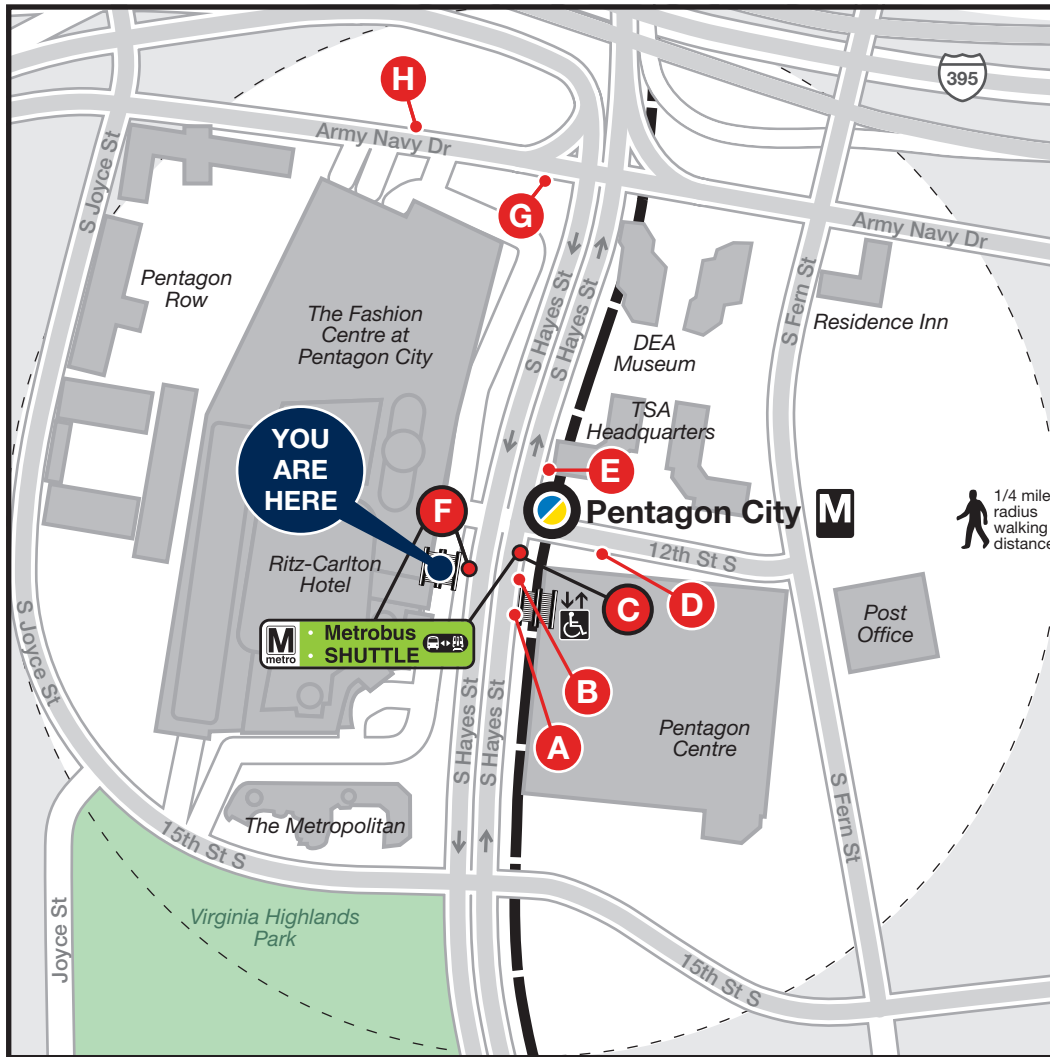 H
395
Army Navy Dr
S Joyce St
G
Army Navy Dr
Pentagon
Row
The Fashion
Centre at
Pentagon City
S Hayes St
S Hayes St
S Fern St
Residence Inn
DEA
Museum
TSA
Headquarters
YOU
ARE
HERE
E
F
Pentagon City
M
1/4 mile
radius
walking
distance
12th St S
Ritz-Carlton
Hotel
C
D
Post
Office
M
metro
· Metrobus
· SHUTTLE
S Joyce St
B
A
S Hayes St
S Hayes St
Pentagon
Centre
S Fern St
The Metropolitan
15th St S
Virginia Highlands
Park
Joyce St
15th St S